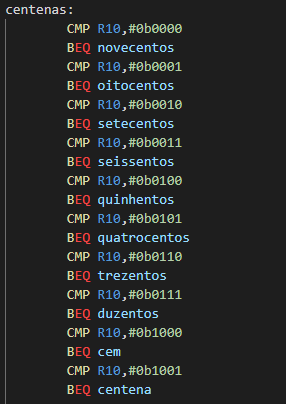 centenas:
CMP R10,#0b0000
BEQ novecentos
CMP R10,#0b0001
BEQ oitocentos
CMP R10,#0b0010
BEQ setecentos
CMP R10,#0b0011
BEQ seissentos
CMP R10,#0b0100
BEQ quinhentos
CMP R10,#0b0101
BEQ quatrocentos
CMP R10,#0b0110
BEQ trezentos
CMP R10,#0b0111
BEQ duzentos
CMP R10,#0b1000
BEQ cem
CMP R10,#0b1001
BEQ centena